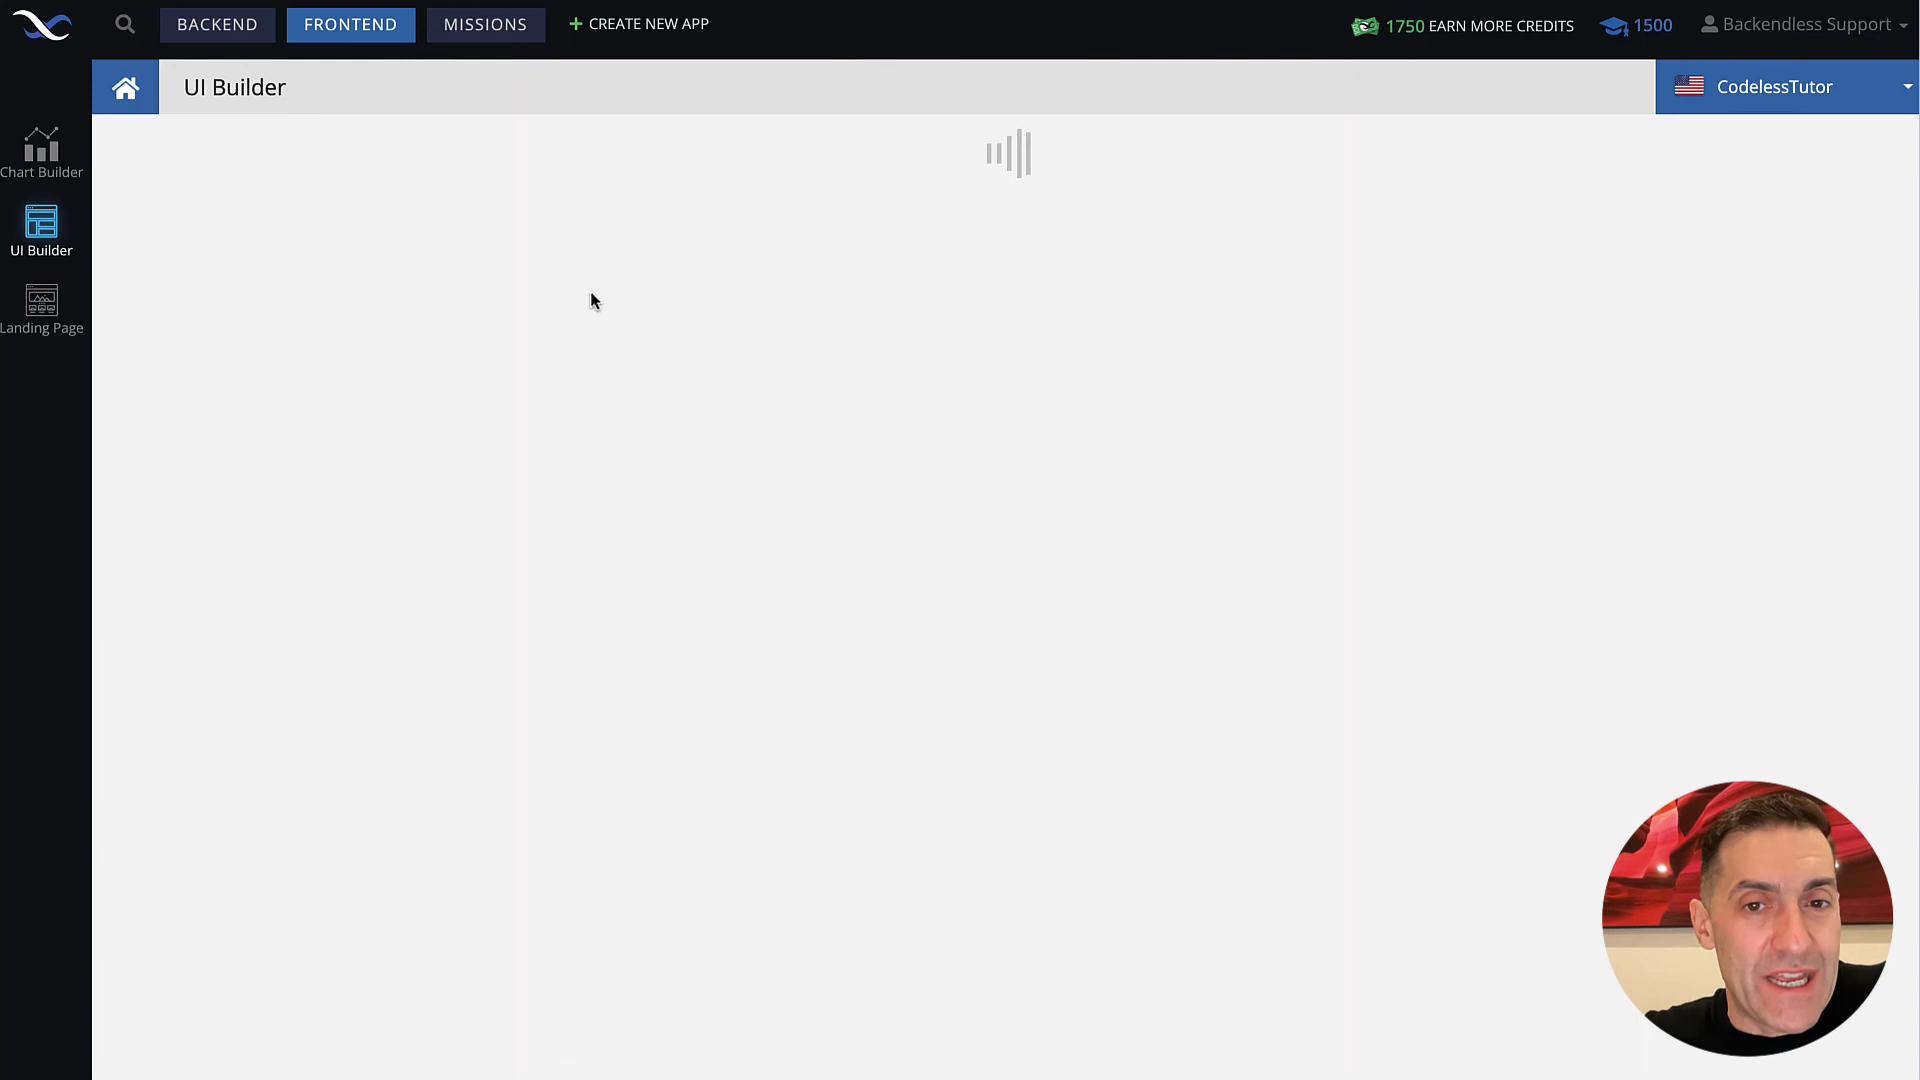 BACKEND
FRONTEND
MISSIONS
+ CREATE NEW APP
1750 EARN MORE CREDITS
1500
Backendless Support
UI Builder
CodelessTutor
Chart Builder
UI Builder
Landing Page